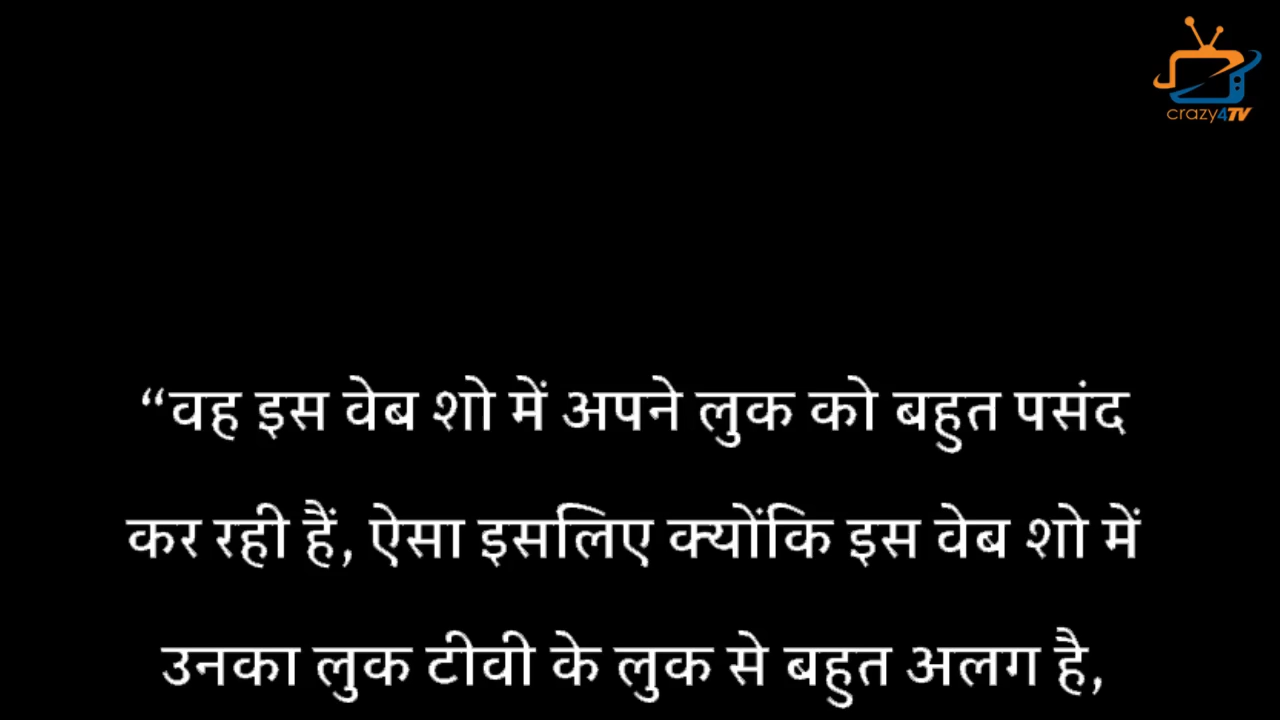 crazy4TV
“वह इस वेब शो में अपने लुक को बहुत पसंद
कर रही हैं, ऐसा इसलिए क्योंकि इस वेब शो में
उनका लुक टीवी के लुक से बहुत अलग है,